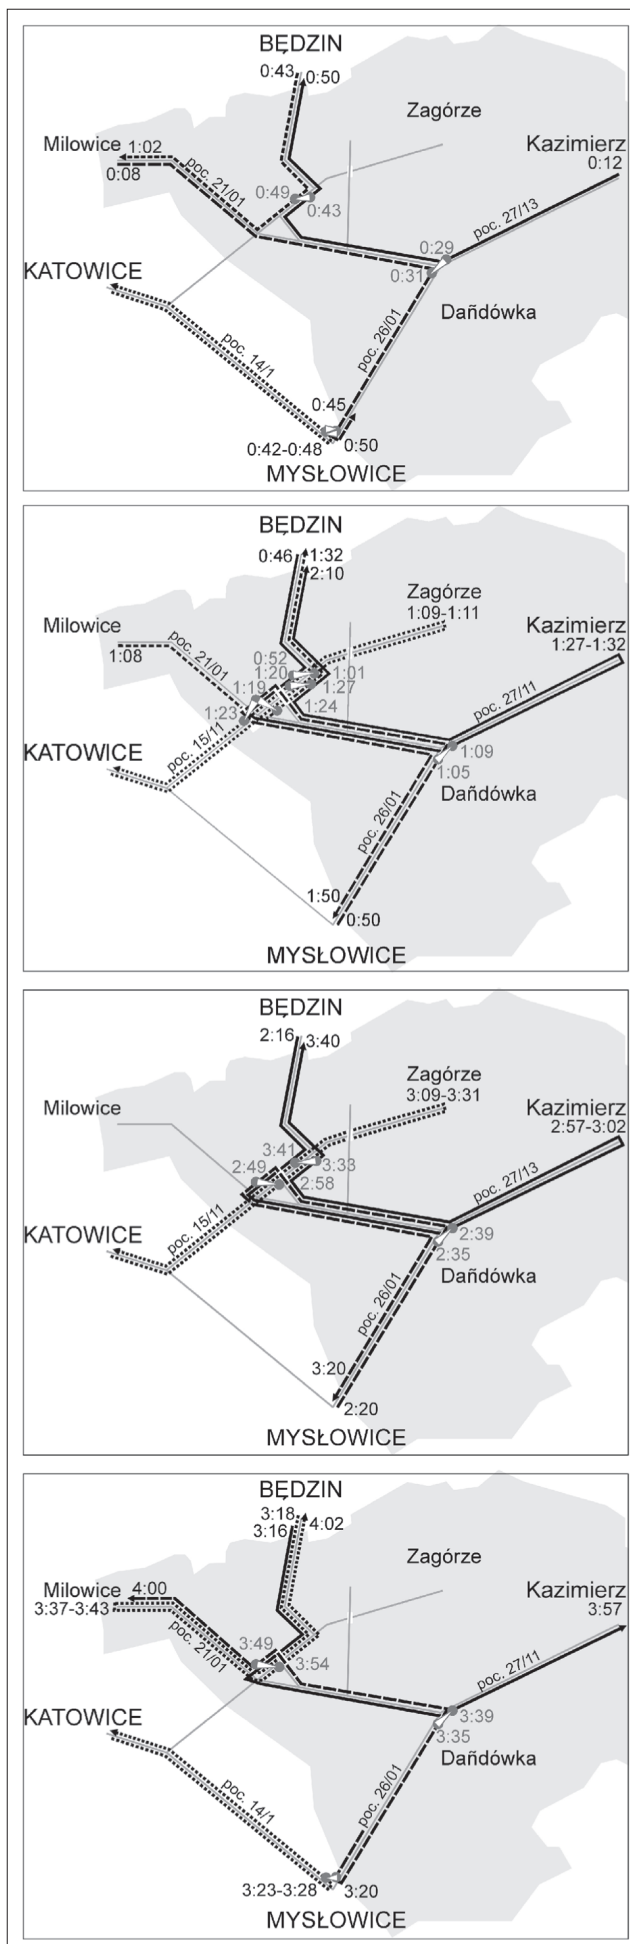 BĘDZIN
0:43 0:50
Zagórze
Milowice 1:02
0:08
Kazimierz
0:12
poc. 21/01
0:49 0:43
poc. 27/13
0:29
0:31
KATOWICE
Dañdówka
poc. 14/1
poc. 26/01
0:45
0:42-0:48 0:50
MYSŁOWICE
BĘDZIN
0:46 1:32
2:10
Zagórze
1:09-1:11
Milowice
1:08
Kazimierz
1:27-1:32
poc. 21/01
0:52
1:20 1:01
1:27
1:19
1:24
1:23
poc. 27/11
KATOWICE
poc. 15/11
1:09
1:05
Dañdówka
poc. 26/01
1:50
0:50
MYSŁOWICE
BĘDZIN
2:16 3:40
Zagórze
3:09-3:31
Milowice
Kazimierz
2:57-3:02
3:41 3:33
2:49 2:58
poc. 27/13
KATOWICE
poc. 15/11
2:39
2:35
Dañdówka
poc. 26/01
3:20
2:20
MYSŁOWICE
BĘDZIN
3:18
3:16 4:02
Zagórze
Milowice 4:00
3:37-3:43
Kazimierz
3:57
poc. 21/01
3:49
3:54
poc. 27/11
KATOWICE
3:39
3:35
Dañdówka
poc. 14/1
poc. 26/01
3:23-3:28 3:20
MYSŁOWICE